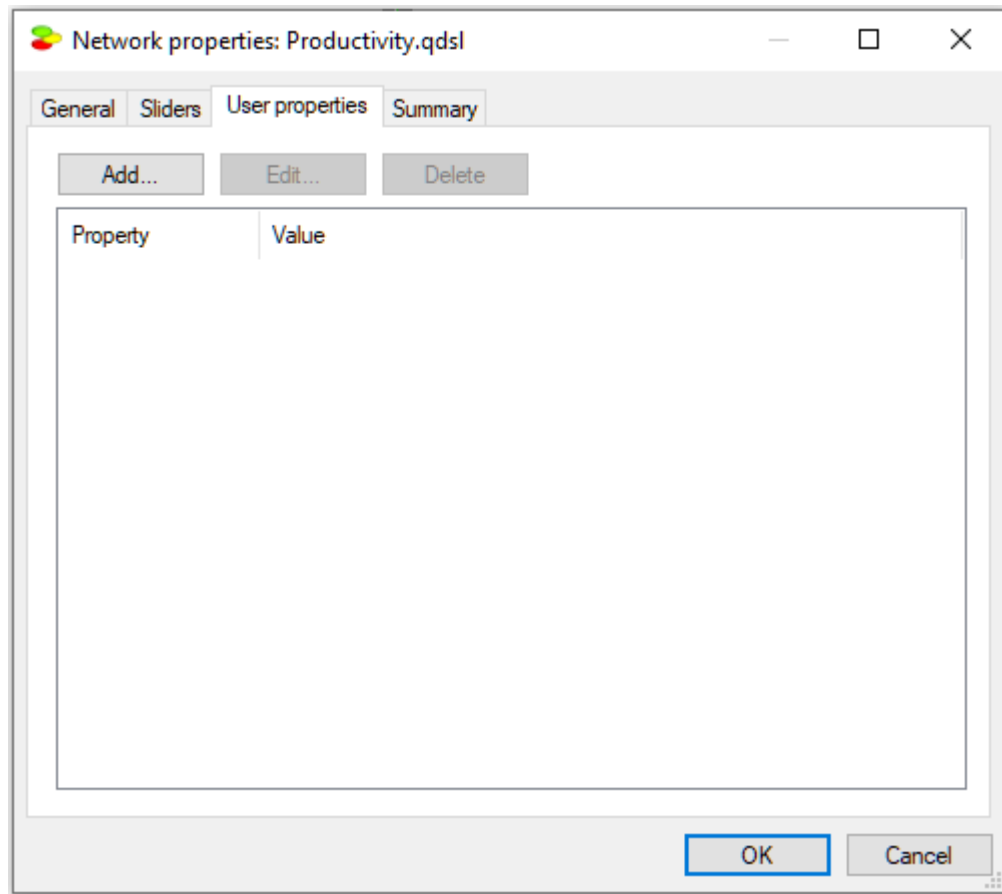 Network properties: Productivity.qdsl
General Sliders User properties Summary
Add... Edit... Delete
Property Value
OK Cancel